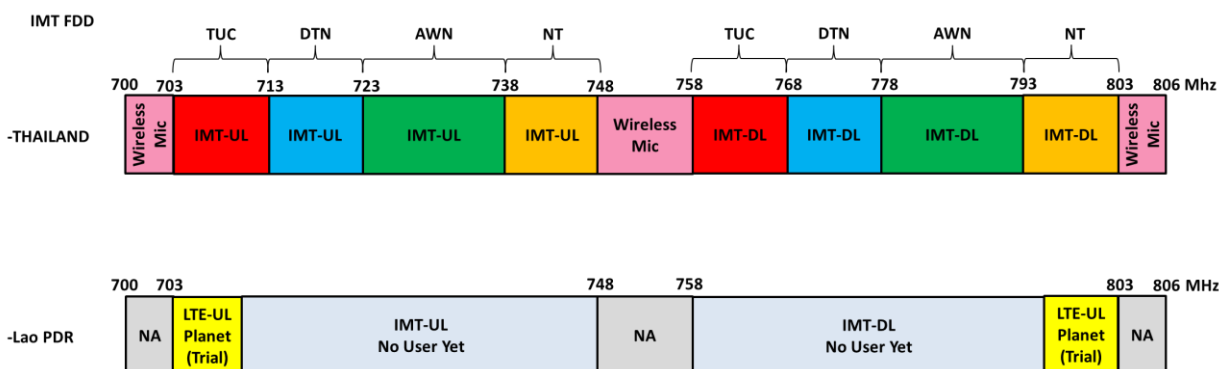 IMT FDD
TUC DTN AWN NT TUC DTN AWN NT
700 703 713 723 738 748 758 768 778 793 803 806 Mhz
-THAILAND
Wireless
Mic
IMT-UL
IMT-UL
IMT-UL
IMT-UL
Wireless
Mic
IMT-DL
IMT-DL
IMT-DL
IMT-DL
Wireless
Mic
700 703 748 758 803 806 MHz
-Lao PDR
NA
LTE-UL
Planet
(Trial)
IMT-UL
No User Yet
NA
IMT-DL
No User Yet
LTE-UL
Planet
(Trial)
NA